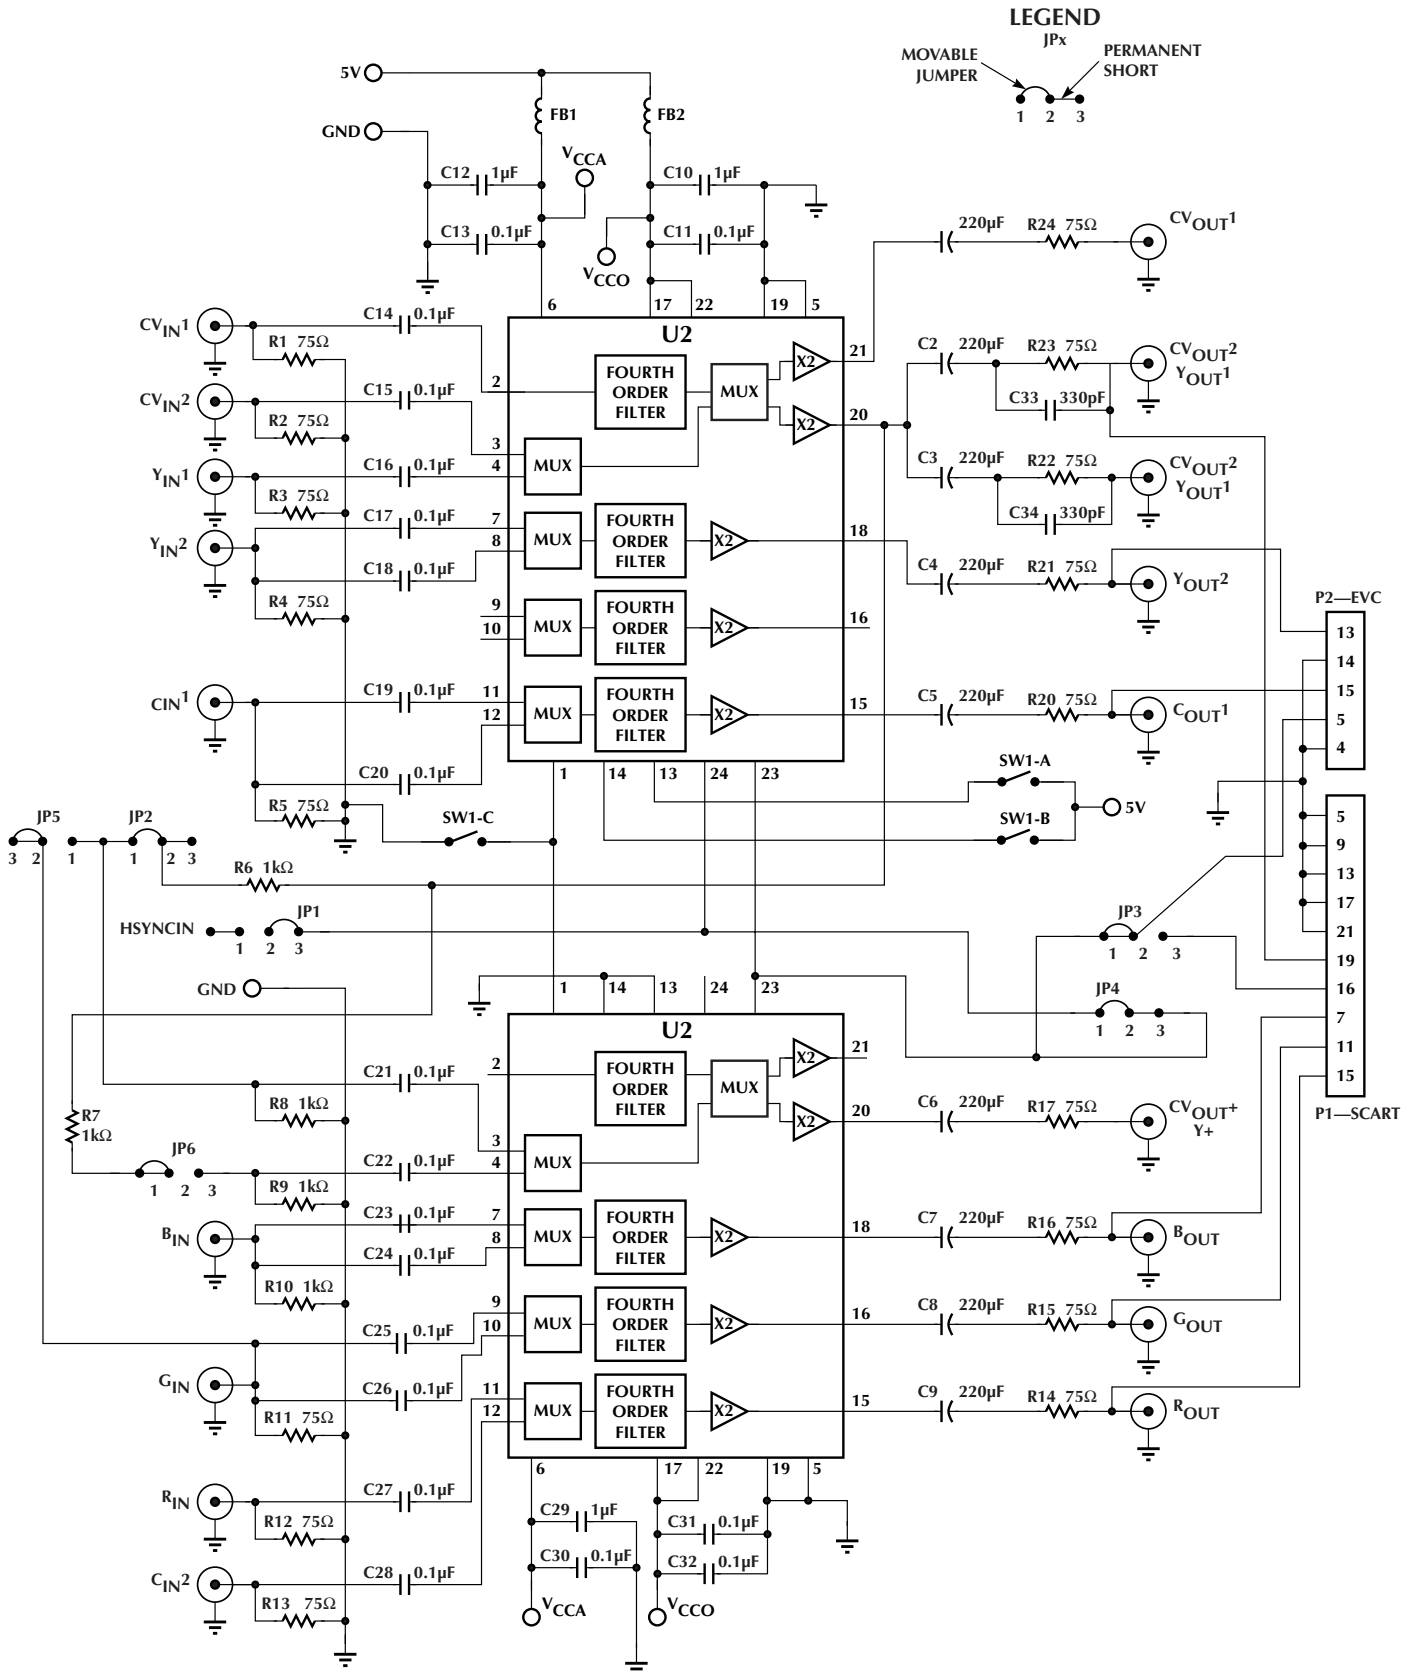 LEGEND
JPx
MOVABLE JUMPER
PERMANENT SHORT
1 2 3
5V
GND
FB1
FB2
VCCA
C12 1µF
C10 1µF
C13 0.1µF
C11 0.1µF
VCCO
6
17
22
19
5
U2
CVIN1
R1 75Ω
C14 0.1µF
2
CVIN2
R2 75Ω
C15 0.1µF
3
YIN1
R3 75Ω
C16 0.1µF
4
YIN2
R4 75Ω
C17 0.1µF
7
C18 0.1µF
8
9
10
CIN1
C19 0.1µF
11
12
C20 0.1µF
R5 75Ω
FOURTH ORDER FILTER
MUX
X2
X2
MUX
MUX
FOURTH ORDER FILTER
X2
MUX
FOURTH ORDER FILTER
X2
MUX
FOURTH ORDER FILTER
X2
21
20
18
16
15
220µF
R24 75Ω
CVOUT1
C2 220µF
R23 75Ω
CVOUT2
YOUT1
C33 330pF
C3 220µF
R22 75Ω
CVOUT2
YOUT1
C34 330pF
C4 220µF
R21 75Ω
YOUT2
C5 220µF
R20 75Ω
COUT1
P2—EVC
13
14
15
5
4
1
14
13
24
23
SW1-A
SW1-B
5V
SW1-C
JP5
3 2 1
JP2
1 2 3
R6 1kΩ
HSYNCIN
JP1
1 2 3
GND
JP3
1 2 3
JP4
1 2 3
5
9
13
17
21
19
16
7
11
15
P1—SCART
1
14
13
24
23
U2
R7
1kΩ
C21 0.1µF
R8 1kΩ
JP6
1 2 3
C22 0.1µF
R9 1kΩ
BIN
C23 0.1µF
C24 0.1µF
R10 1kΩ
C25 0.1µF
GIN
C26 0.1µF
R11 75Ω
RIN
C27 0.1µF
R12 75Ω
CIN2
C28 0.1µF
R13 75Ω
2
3
4
7
8
9
10
11
12
FOURTH ORDER FILTER
MUX
X2
X2
MUX
MUX
FOURTH ORDER FILTER
X2
MUX
FOURTH ORDER FILTER
X2
MUX
FOURTH ORDER FILTER
X2
21
20
18
16
15
C6 220µF
R17 75Ω
CVOUT+
Y+
C7 220µF
R16 75Ω
BOUT
C8 220µF
R15 75Ω
GOUT
C9 220µF
R14 75Ω
ROUT
6
17
22
19
5
C29 1µF
C31 0.1µF
C30 0.1µF
C32 0.1µF
VCCA
VCCO